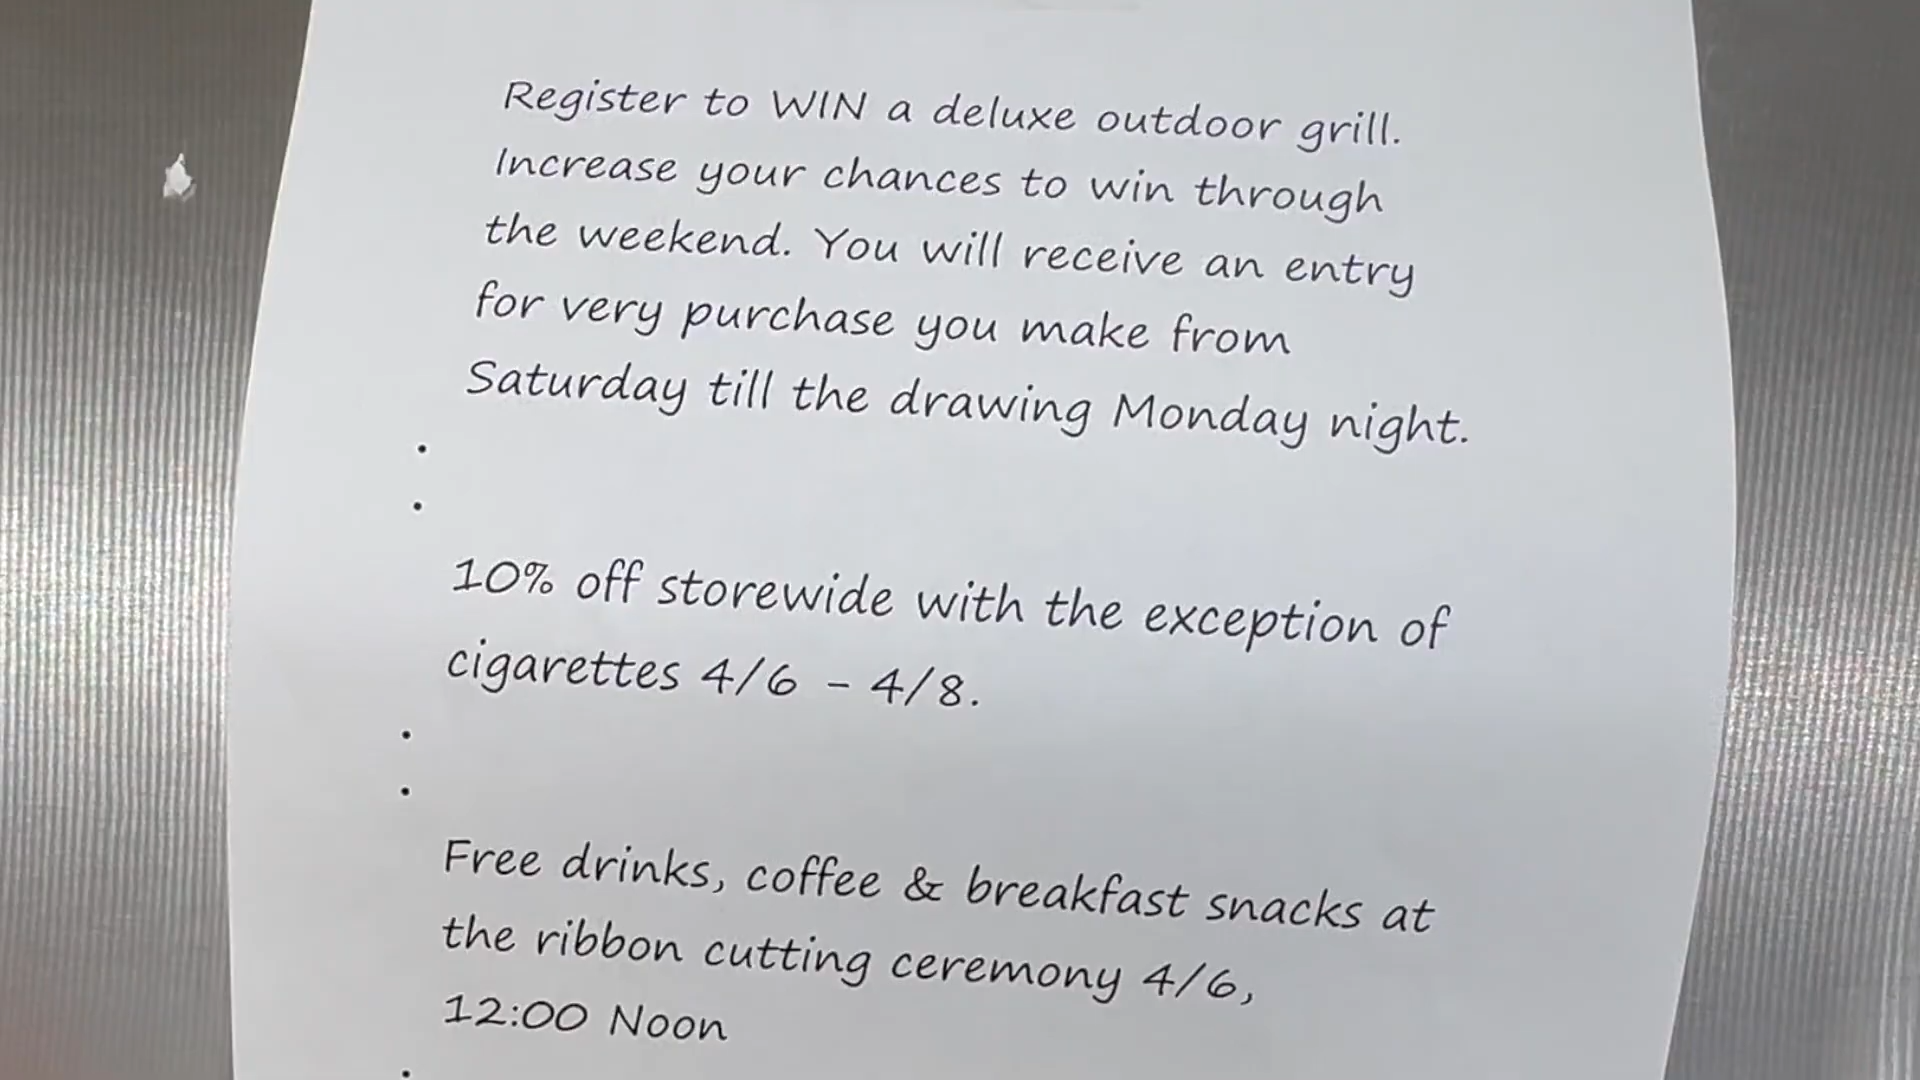 Register to WIN a deluxe outdoor grill.
Increase your chances to win through
the weekend. You will receive an entry
for very purchase you make from
Saturday till the drawing Monday night.
•
•
10% off storewide with the exception of
cigarettes 4/6 - 4/8.
•
•
Free drinks, coffee & breakfast snacks at
the ribbon cutting ceremony 4/6,
12:00 Noon
•